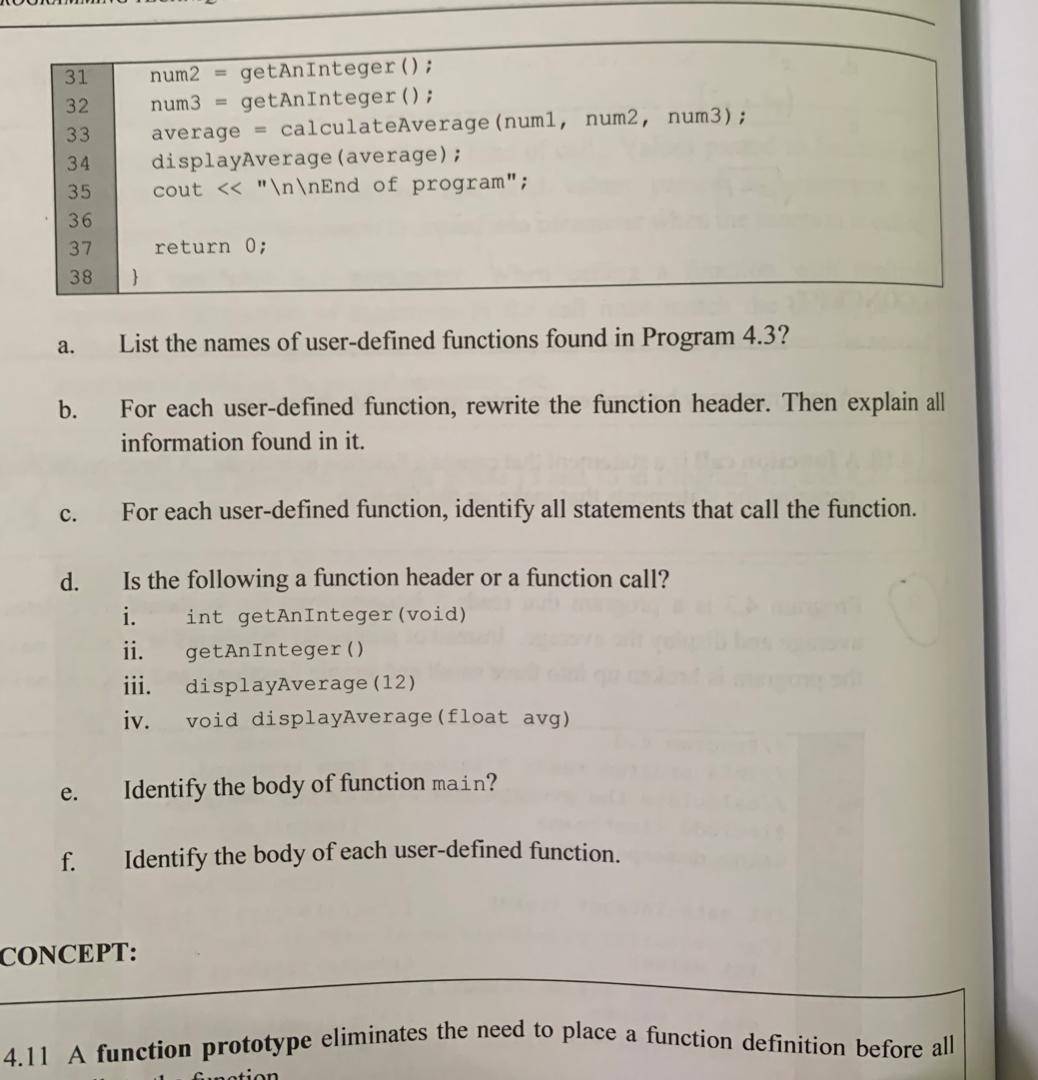 31 num2 = getAnInteger();
32 num3 = getAnInteger();
33 average = calculateAverage(num1, num2, num3);
34 displayAverage(average);
35 cout << "\n\nEnd of program";
36
37 return 0;
38 }
a. List the names of user-defined functions found in Program 4.3?
b. For each user-defined function, rewrite the function header. Then explain all
information found in it.
c. For each user-defined function, identify all statements that call the function.
d. Is the following a function header or a function call?
i. int getAnInteger(void)
ii. getAnInteger()
iii. displayAverage(12)
iv. void displayAverage(float avg)
e. Identify the body of function main?
f. Identify the body of each user-defined function.
CONCEPT:
4.11 A function prototype eliminates the need to place a function definition before all
function